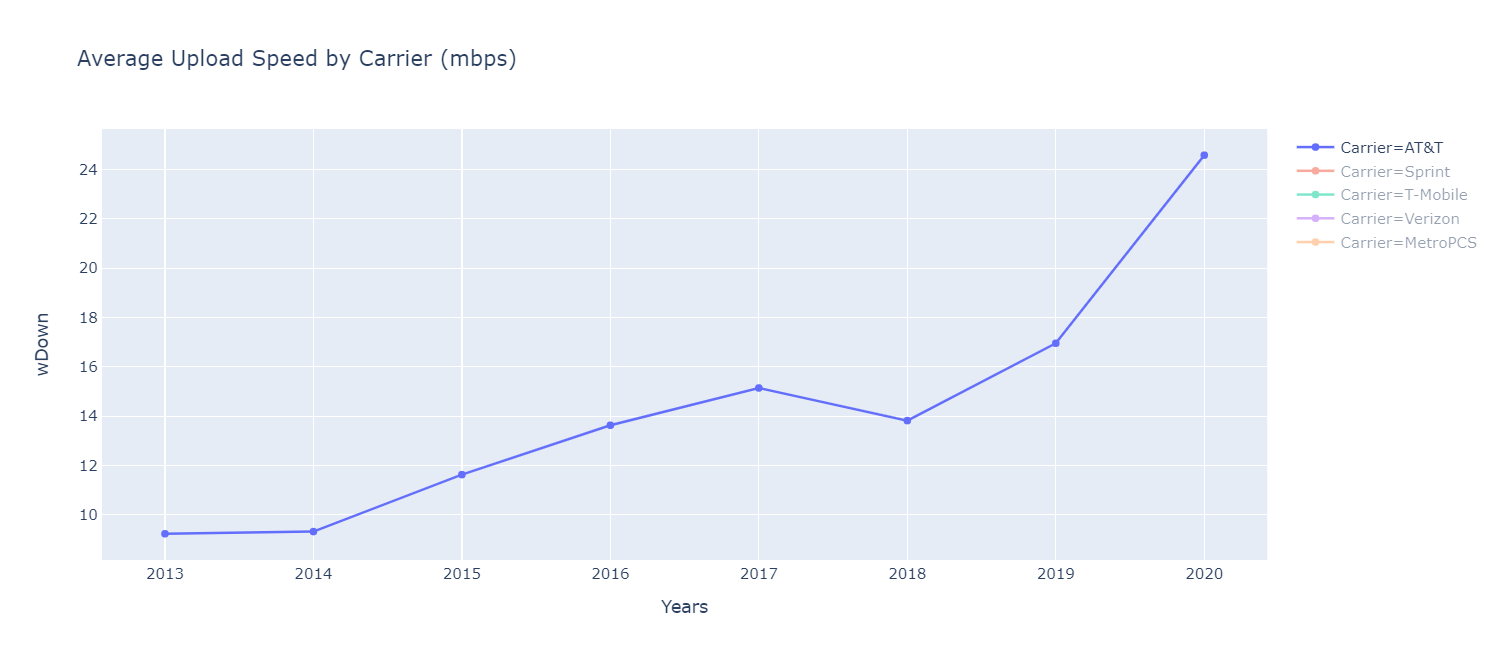 Average Upload Speed by Carrier (mbps)
Carrier=AT&T
Carrier=Sprint
Carrier=T-Mobile
Carrier=Verizon
Carrier=MetroPCS
wDown
24
22
20
18
16
14
12
10
2013 2014 2015 2016 2017 2018 2019 2020
Years